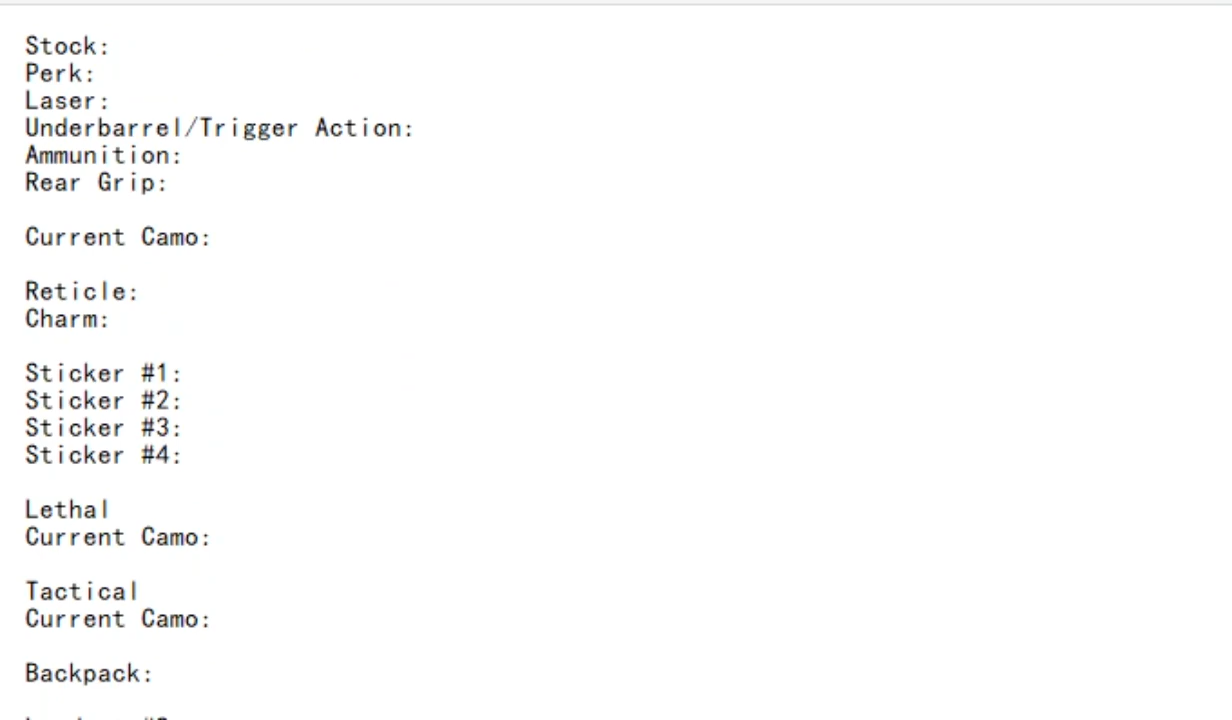 Stock:
Perk:
Laser:
Underbarrel/Trigger Action:
Ammunition:
Rear Grip:
Current Camo:
Reticle:
Charm:
Sticker #1:
Sticker #2:
Sticker #3:
Sticker #4:
Lethal
Current Camo:
Tactical
Current Camo:
Backpack: